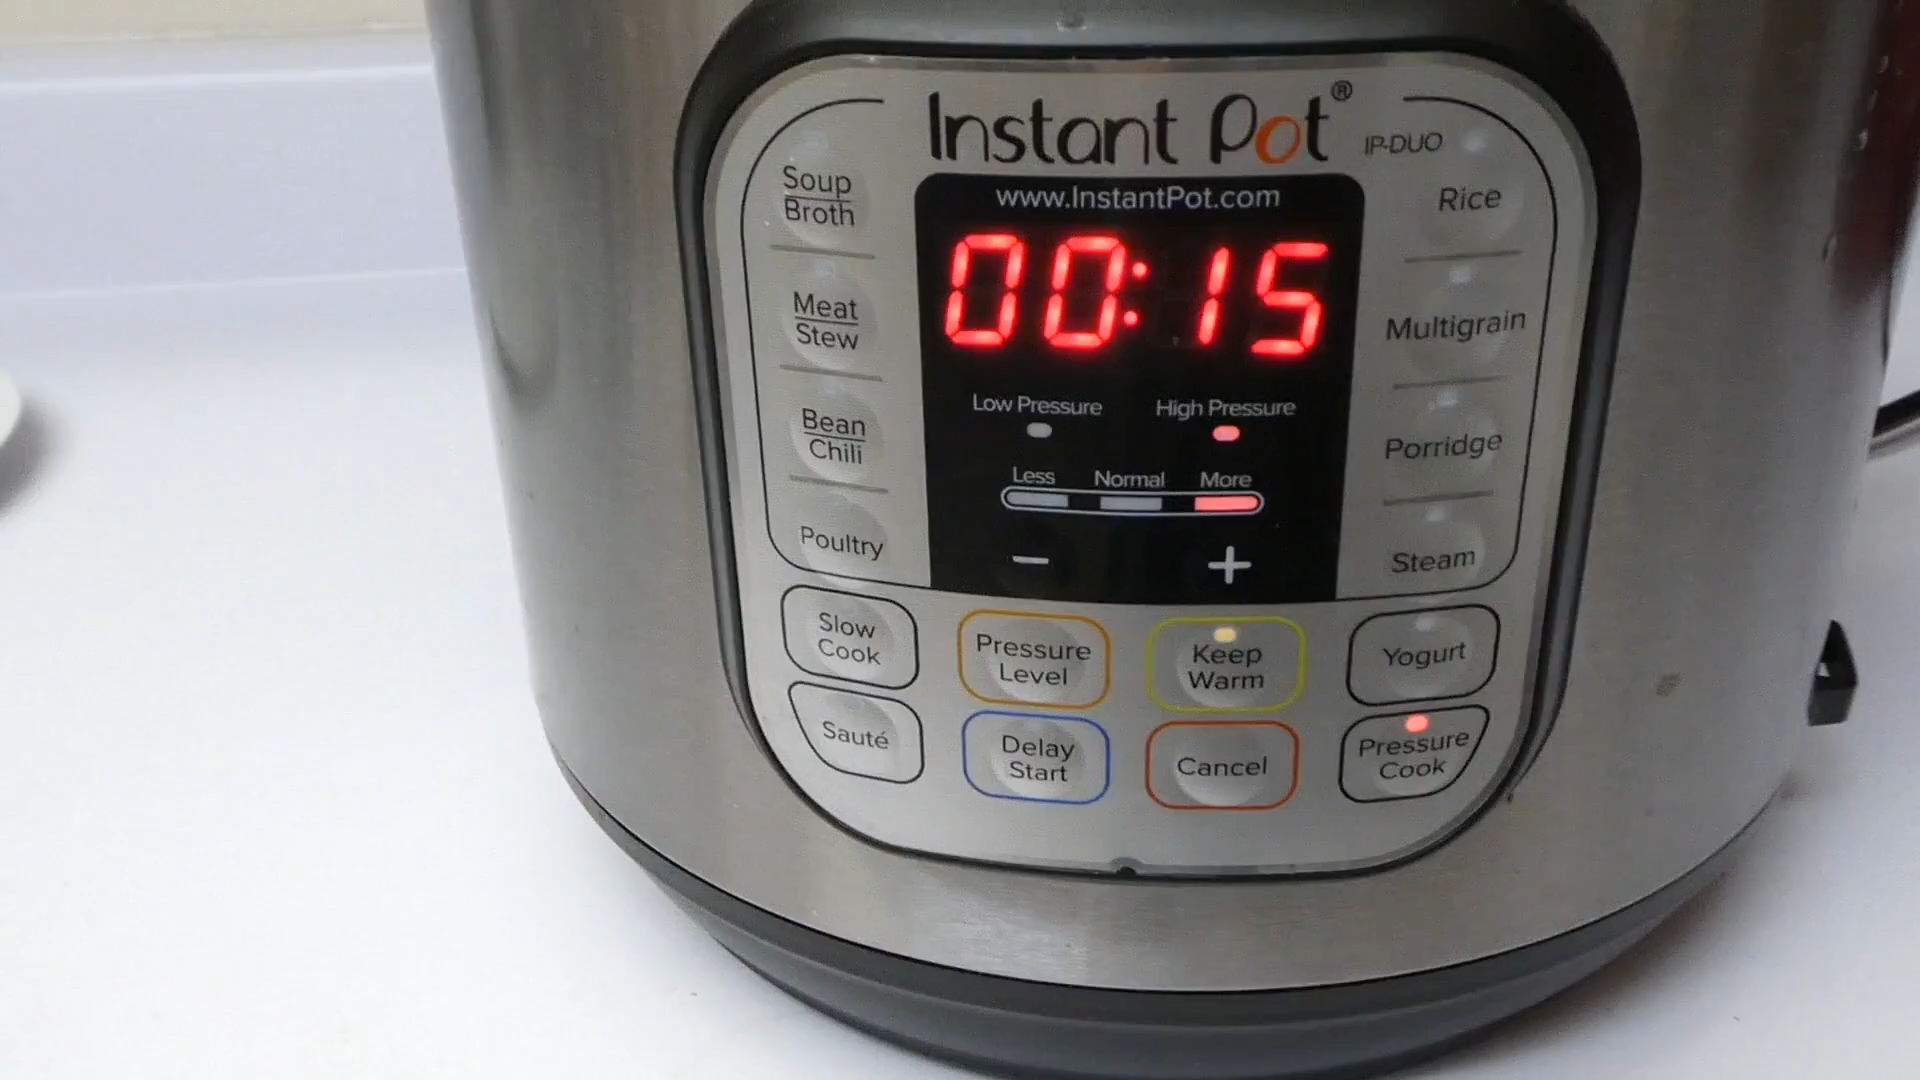 Instant Pot® IP-DUO
www.InstantPot.com
00:15
Low Pressure High Pressure
Less Normal More
− +
Soup
Broth
Meat
Stew
Bean
Chili
Poultry
Rice
Multigrain
Porridge
Steam
Slow
Cook
Pressure
Level
Keep
Warm
Yogurt
Sauté
Delay
Start
Cancel
Pressure
Cook